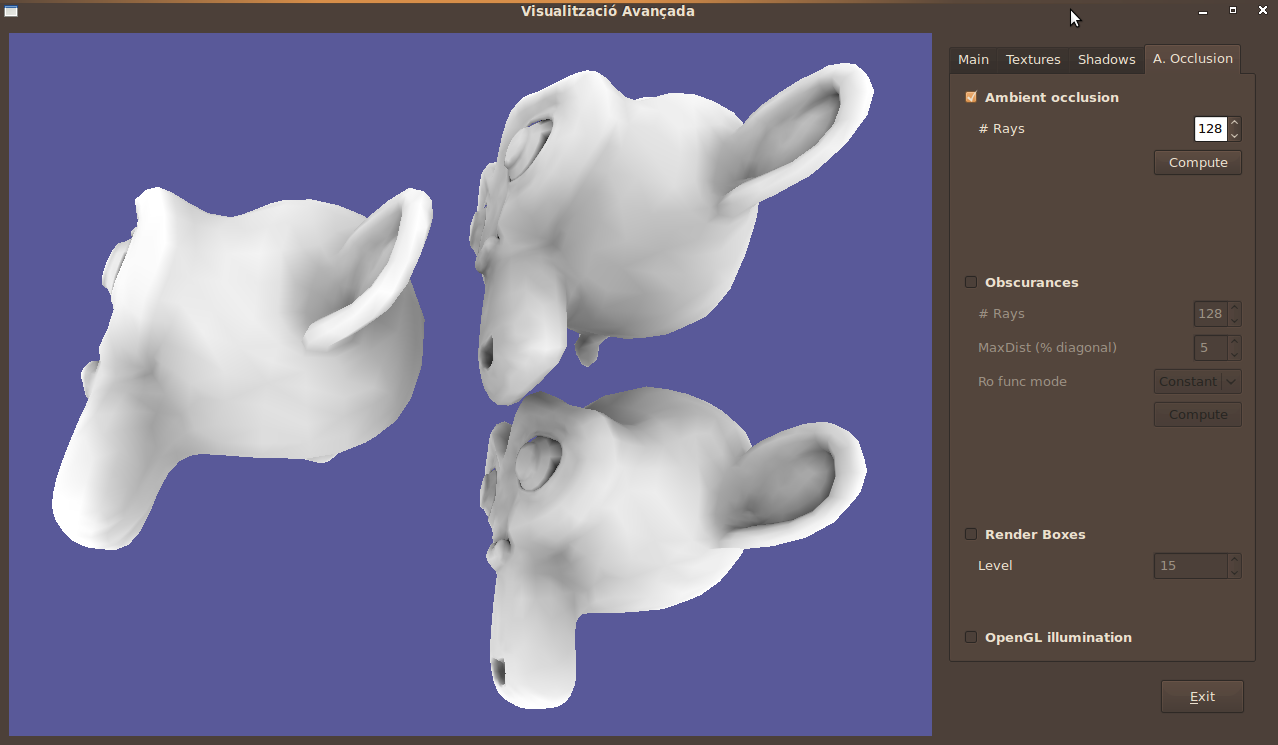 Visualització Avançada
Main Textures Shadows A. Occlusion
Ambient occlusion
# Rays 128
Compute
Obscurances
# Rays 128
MaxDist (% diagonal) 5
Ro func mode Constant
Compute
Render Boxes
Level 15
OpenGL illumination
Exit